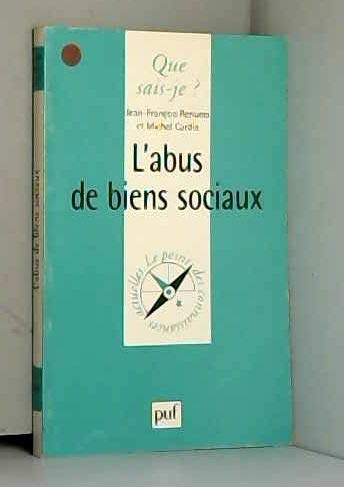 Que
sais-je ?
Jean-François Renucci
et Michel Cardix
L'abus
de biens sociaux
Le point des connaissances actuelles
puf
L'abus de biens sociaux